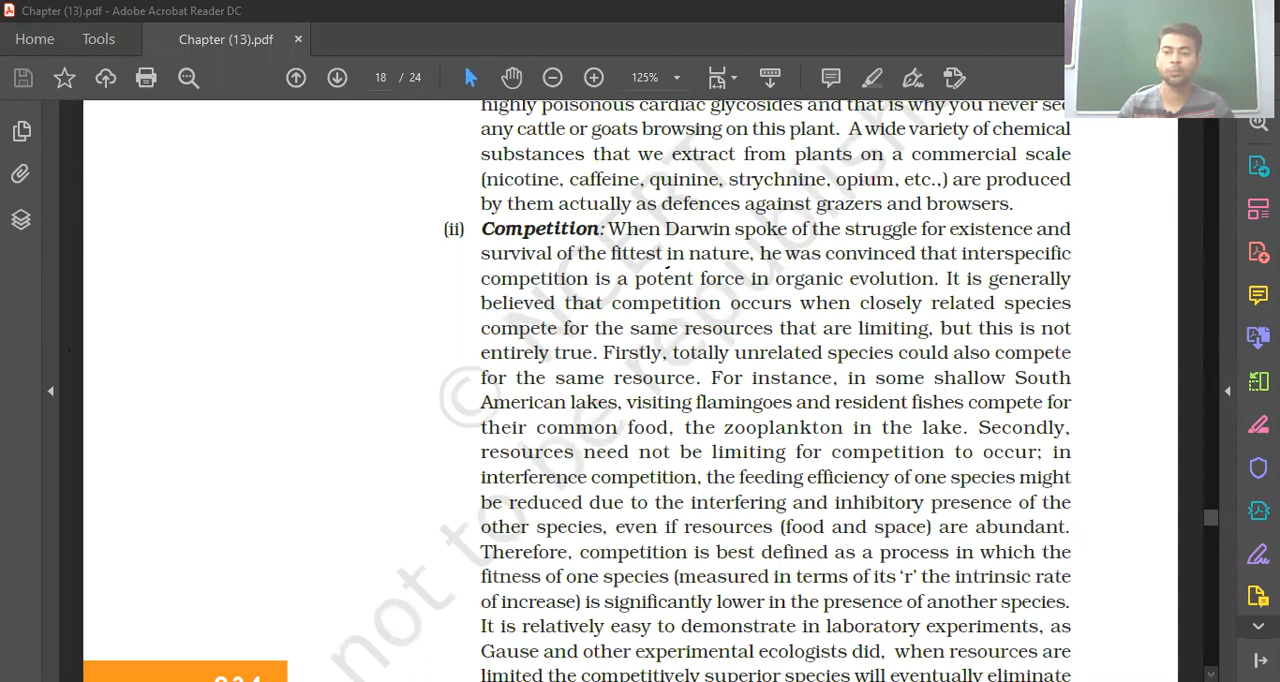 Chapter (13).pdf - Adobe Acrobat Reader DC
Home Tools Chapter (13).pdf ×
18 / 24 125%
highly poisonous cardiac glycosides and that is why you never
any cattle or goats browsing on this plant. A wide variety of chemical
substances that we extract from plants on a commercial scale
(nicotine, caffeine, quinine, strychnine, opium, etc.,) are produced
by them actually as defences against grazers and browsers.
(ii) Competition: When Darwin spoke of the struggle for existence and
survival of the fittest in nature, he was convinced that interspecific
competition is a potent force in organic evolution. It is generally
believed that competition occurs when closely related species
compete for the same resources that are limiting, but this is not
entirely true. Firstly, totally unrelated species could also compete
for the same resource. For instance, in some shallow South
American lakes, visiting flamingoes and resident fishes compete for
their common food, the zooplankton in the lake. Secondly,
resources need not be limiting for competition to occur; in
interference competition, the feeding efficiency of one species might
be reduced due to the interfering and inhibitory presence of the
other species, even if resources (food and space) are abundant.
Therefore, competition is best defined as a process in which the
fitness of one species (measured in terms of its ‘r’ the intrinsic rate
of increase) is significantly lower in the presence of another species.
It is relatively easy to demonstrate in laboratory experiments, as
Gause and other experimental ecologists did, when resources are
limited the competitively superior species will eventually eliminate
© NCERT
not to be republish